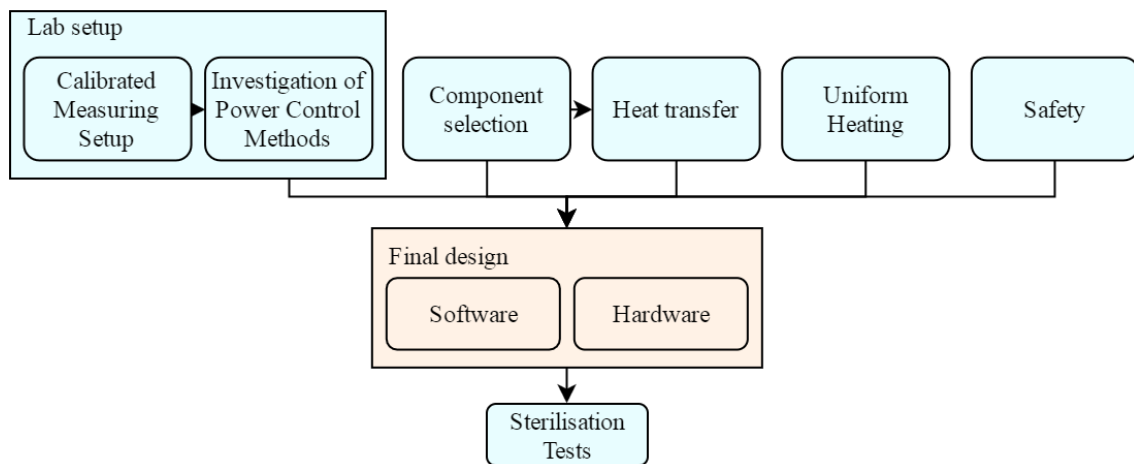 Lab setup
Calibrated
Measuring
Setup
Investigation of
Power Control
Methods
Component
selection
Heat transfer
Uniform
Heating
Safety
Final design
Software
Hardware
Sterilisation
Tests